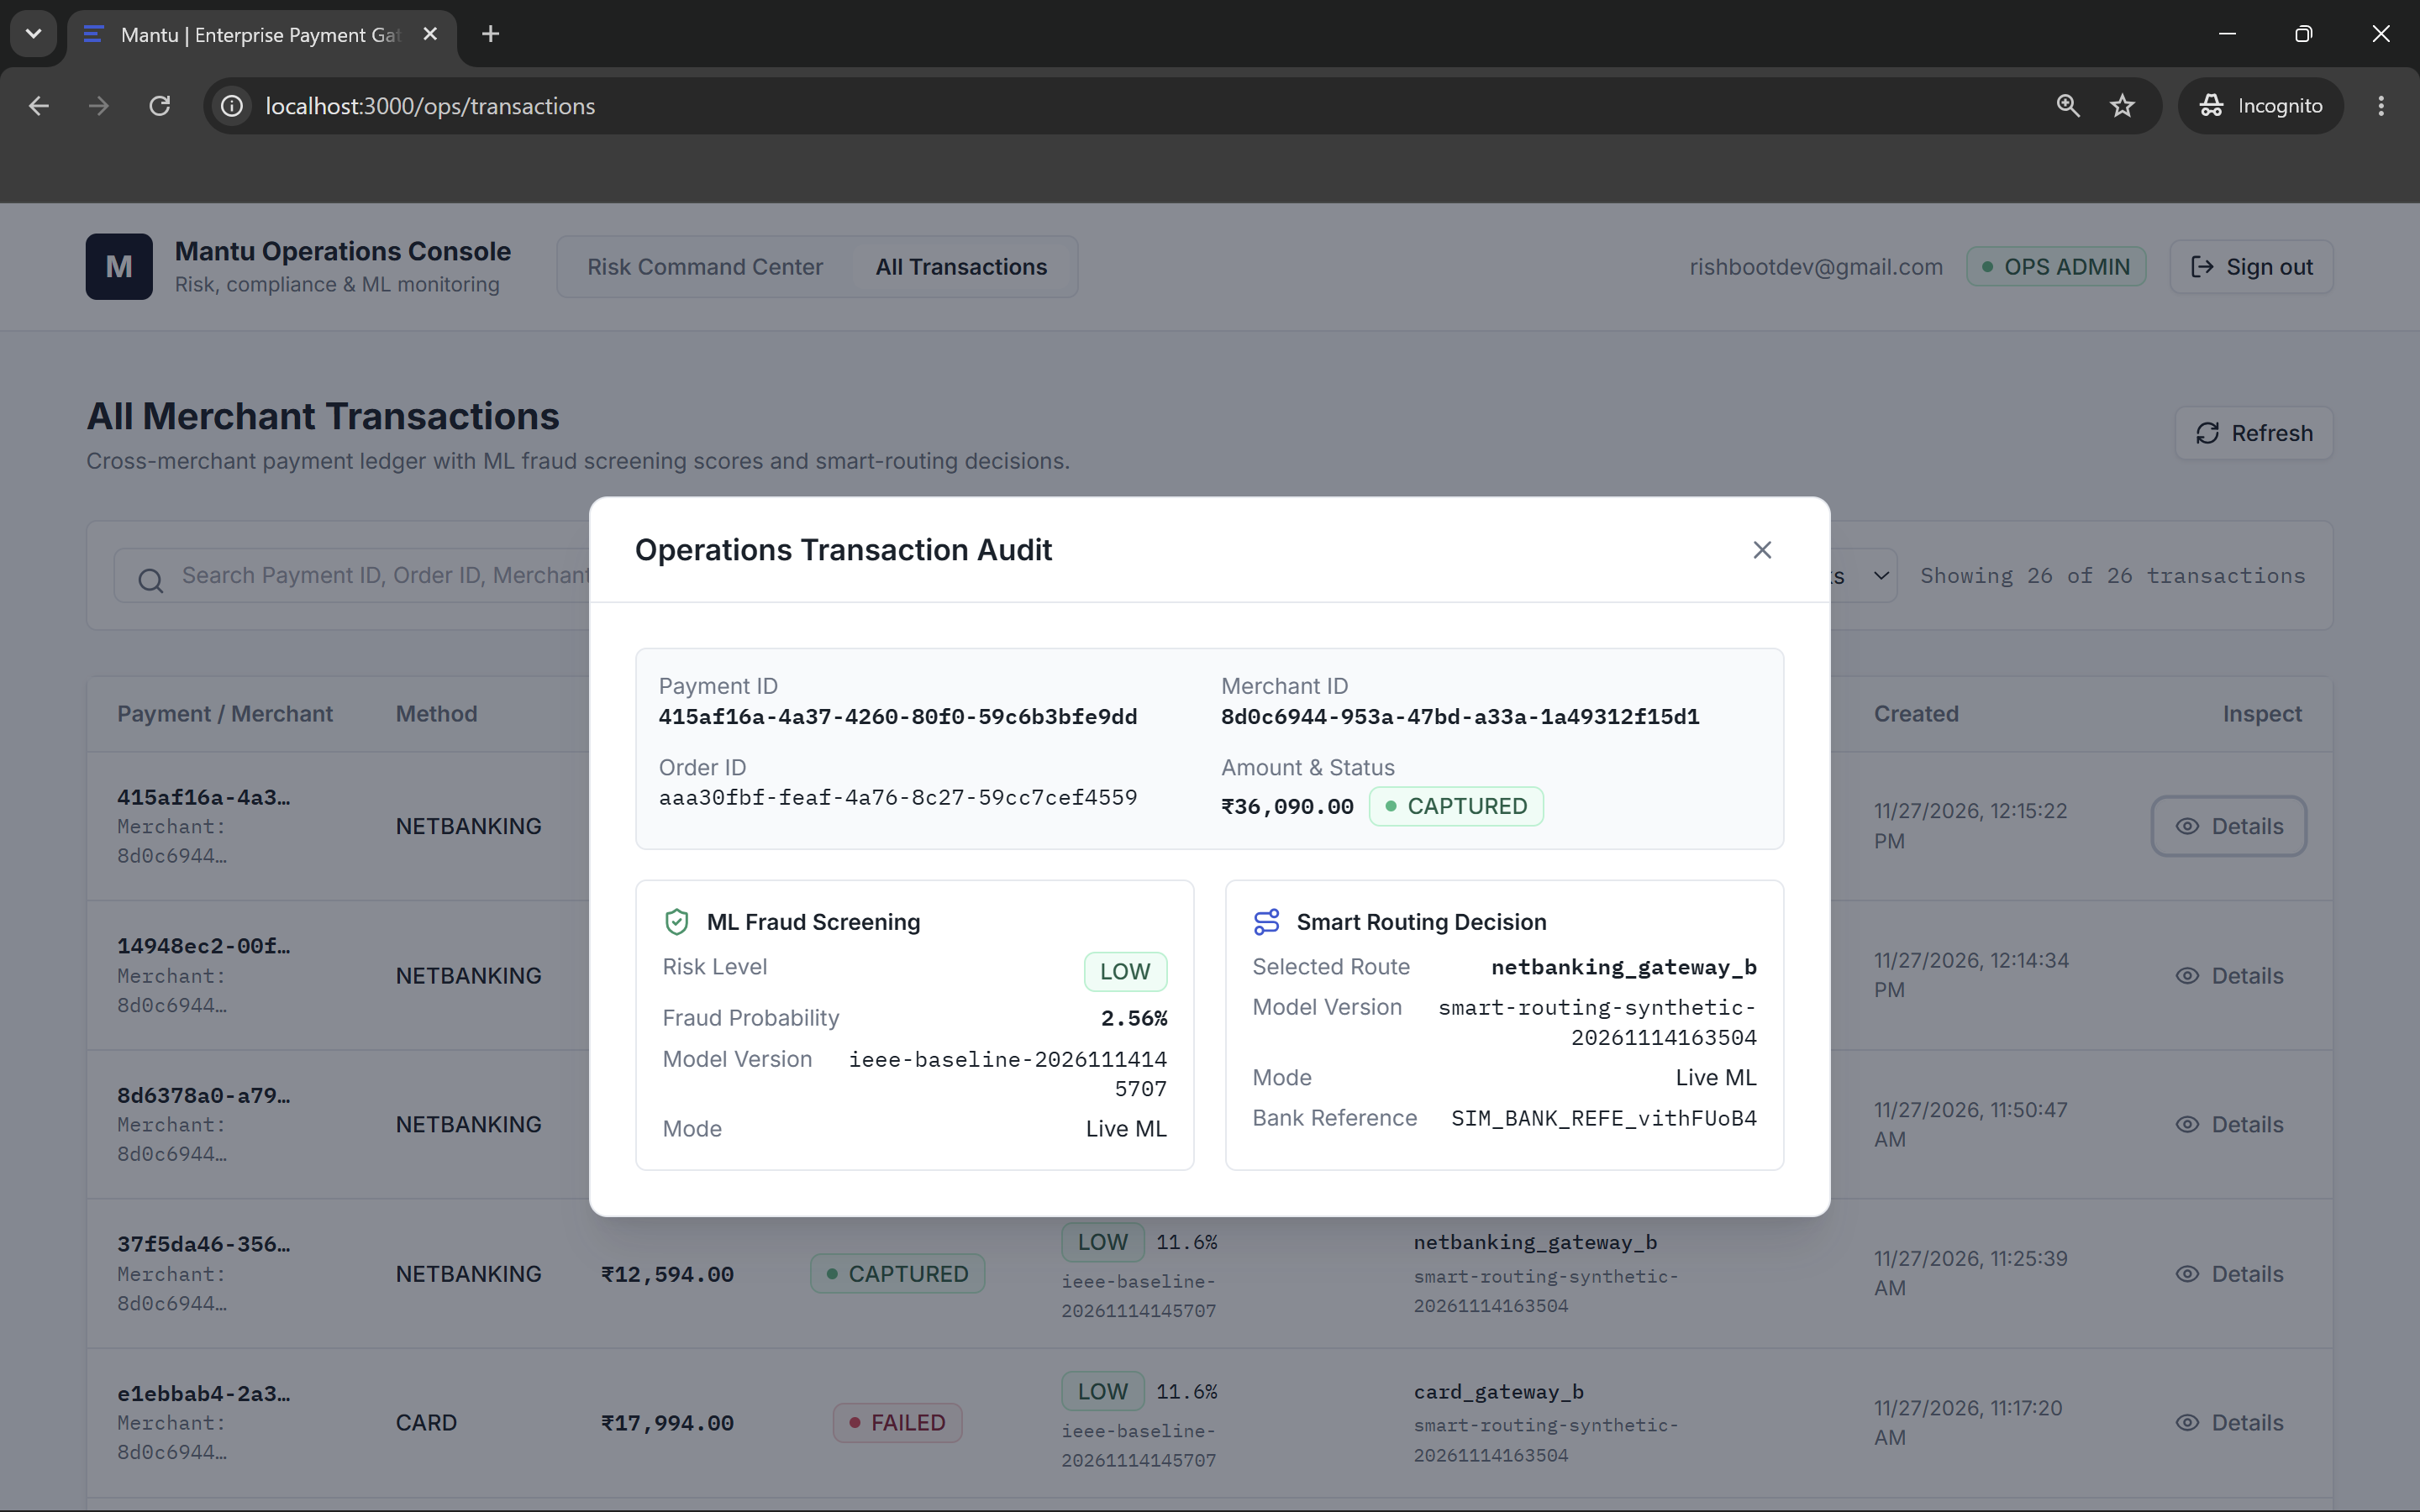 Mantu | Enterprise Payment Gat
localhost:3000/ops/transactions
Incognito
M
Mantu Operations Console
Risk, compliance & ML monitoring
Risk Command Center
All Transactions
rishbootdev@gmail.com
OPS ADMIN
Sign out
All Merchant Transactions
Cross-merchant payment ledger with ML fraud screening scores and smart-routing decisions.
Refresh
Search Payment ID, Order ID, Merchant
Showing 26 of 26 transactions
Operations Transaction Audit
Payment ID
415af16a-4a37-4260-80f0-59c6b3bfe9dd
Merchant ID
8d0c6944-953a-47bd-a33a-1a49312f15d1
Order ID
aaa30fbf-feaf-4a76-8c27-59cc7cef4559
Amount & Status
₹36,090.00 CAPTURED
ML Fraud Screening
Risk Level LOW
Fraud Probability 2.56%
Model Version ieee-baseline-2026111414
5707
Mode Live ML
Smart Routing Decision
Selected Route netbanking_gateway_b
Model Version smart-routing-synthetic-
20261114163504
Mode Live ML
Bank Reference SIM_BANK_REFE_vithFUoB4
Payment / Merchant Method Created Inspect
415af16a-4a3…
Merchant:
8d0c6944…
NETBANKING
11/27/2026, 12:15:22
PM
Details
14948ec2-00f…
Merchant:
8d0c6944…
NETBANKING
11/27/2026, 12:14:34
PM
Details
8d6378a0-a79…
Merchant:
8d0c6944…
NETBANKING
11/27/2026, 11:50:47
AM
Details
37f5da46-356…
Merchant:
8d0c6944…
NETBANKING
₹12,594.00
CAPTURED
LOW 11.6%
ieee-baseline-
20261114145707
netbanking_gateway_b
smart-routing-synthetic-
20261114163504
11/27/2026, 11:25:39
AM
Details
e1ebbab4-2a3…
Merchant:
8d0c6944…
CARD
₹17,994.00
FAILED
LOW 11.6%
ieee-baseline-
20261114145707
card_gateway_b
smart-routing-synthetic-
20261114163504
11/27/2026, 11:17:20
AM
Details